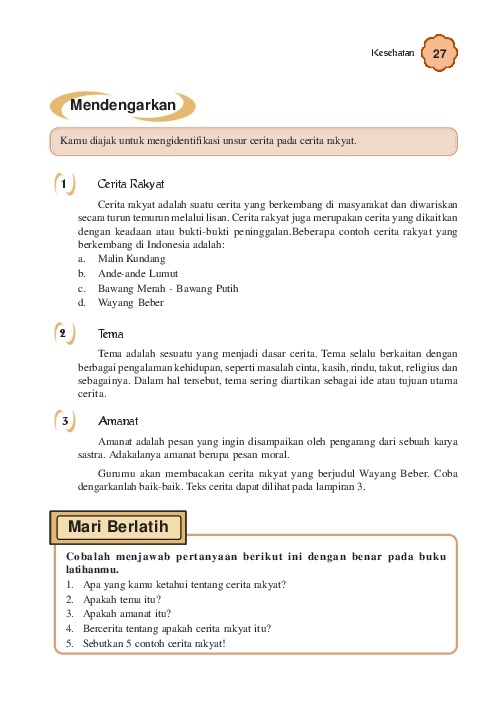 Kesehatan 27
Mendengarkan
Kamu diajak untuk mengidentifikasi unsur cerita pada cerita rakyat.
1 Cerita Rakyat
Cerita rakyat adalah suatu cerita yang berkembang di masyarakat dan diwariskan
secara turun temurun melalui lisan. Cerita rakyat juga merupakan cerita yang dikaitkan
dengan keadaan atau bukti-bukti peninggalan.Beberapa contoh cerita rakyat yang
berkembang di Indonesia adalah:
a. Malin Kundang
b. Ande-ande Lumut
c. Bawang Merah - Bawang Putih
d. Wayang Beber
2 Tema
Tema adalah sesuatu yang menjadi dasar cerita. Tema selalu berkaitan dengan
berbagai pengalaman kehidupan, seperti masalah cinta, kasih, rindu, takut, religius dan
sebagainya. Dalam hal tersebut, tema sering diartikan sebagai ide atau tujuan utama
cerita.
3 Amanat
Amanat adalah pesan yang ingin disampaikan oleh pengarang dari sebuah karya
sastra. Adakalanya amanat berupa pesan moral.
Gurumu akan membacakan cerita rakyat yang berjudul Wayang Beber. Coba
dengarkanlah baik-baik. Teks cerita dapat dilihat pada lampiran 3.
Mari Berlatih
Cobalah menjawab pertanyaan berikut ini dengan benar pada buku
latihanmu.
1. Apa yang kamu ketahui tentang cerita rakyat?
2. Apakah tema itu?
3. Apakah amanat itu?
4. Bercerita tentang apakah cerita rakyat itu?
5. Sebutkan 5 contoh cerita rakyat!